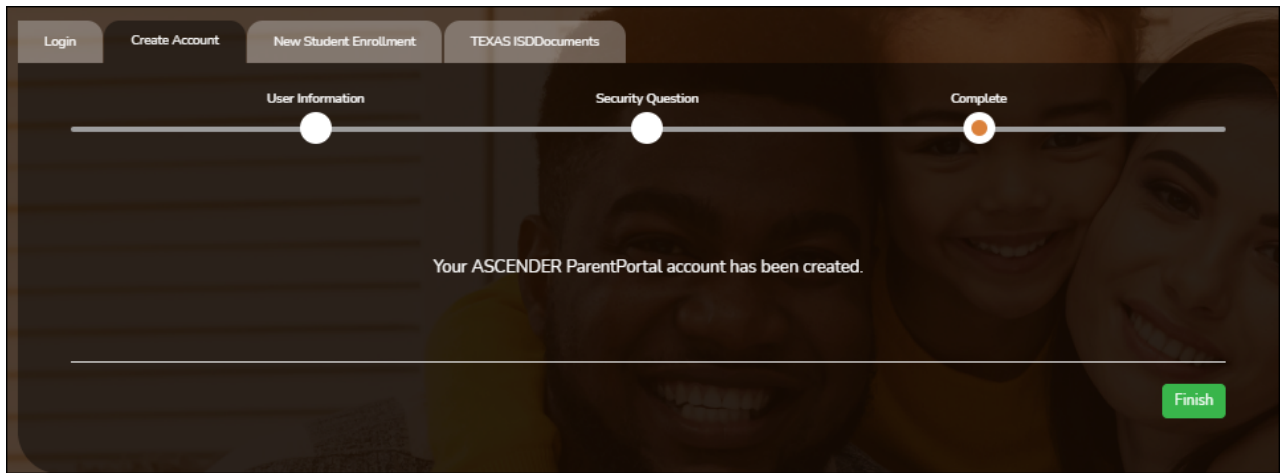 Login Create Account New Student Enrollment TEXAS ISDDocuments
User Information Security Question Complete
Your ASCENDER ParentPortal account has been created.
Finish